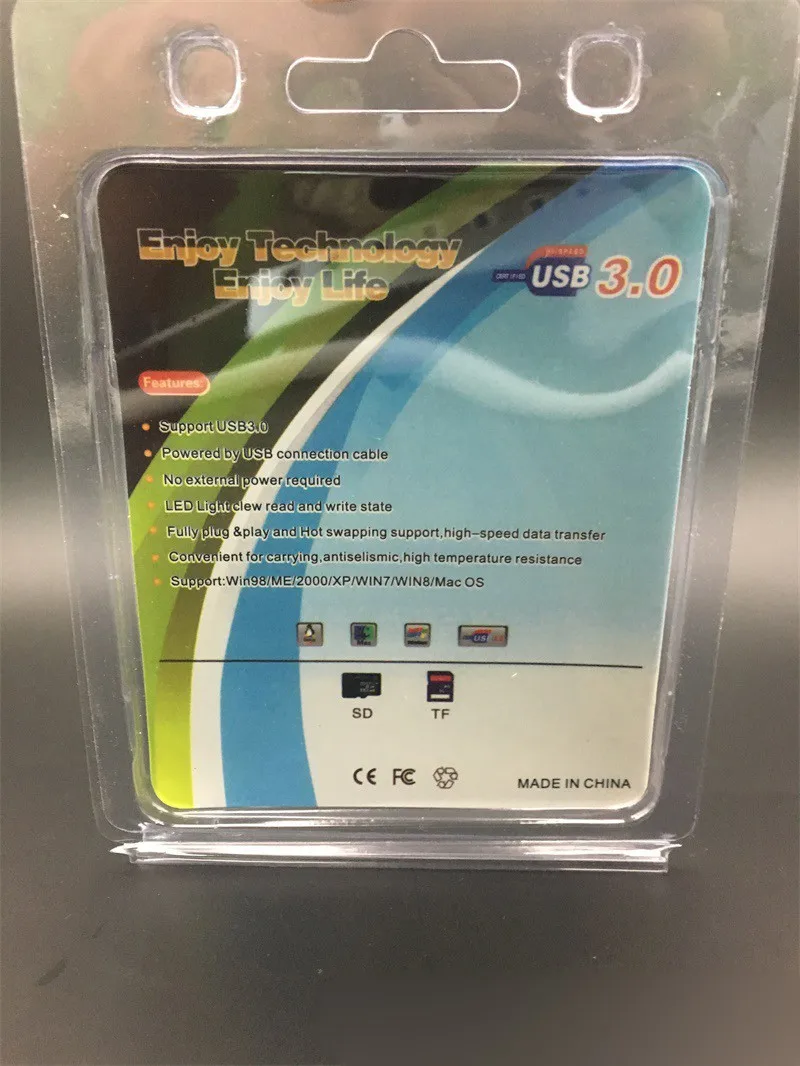 Enjoy Technology
Enjoy Life
HI-SPEED
USB 3.0
Features:
Support USB3.0
Powered by USB connection cable
No external power required
LED Light clew read and write state
Fully plug &play and Hot swapping support,high-speed data transfer
Convenient for carrying,antiselismic,high temperature resistance
Support:Win98/ME/2000/XP/WIN7/WIN8/Mac OS
Mac
SD TF
CE FC
MADE IN CHINA